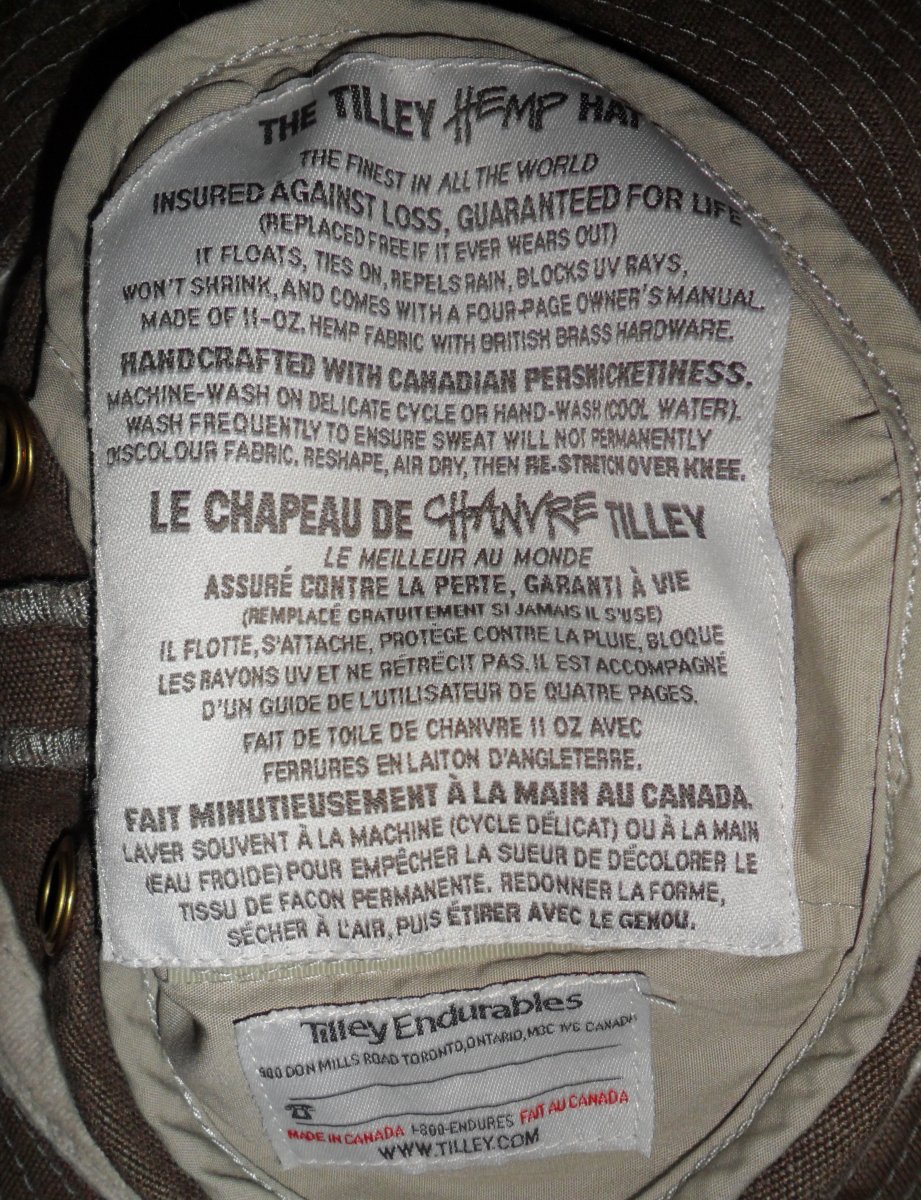 THE TILLEY HEMP HAT
THE FINEST IN ALL THE WORLD
INSURED AGAINST LOSS, GUARANTEED FOR LIFE
(REPLACED FREE IF IT EVER WEARS OUT)
IT FLOATS, TIES ON, REPELS RAIN, BLOCKS UV RAYS,
WON'T SHRINK, AND COMES WITH A FOUR-PAGE OWNER'S MANUAL.
MADE OF 11-OZ. HEMP FABRIC WITH BRITISH BRASS HARDWARE.
HANDCRAFTED WITH CANADIAN PERSNICKETINESS.
MACHINE-WASH ON DELICATE CYCLE OR HAND-WASH (COOL WATER).
WASH FREQUENTLY TO ENSURE SWEAT WILL NOT PERMANENTLY
DISCOLOUR FABRIC. RESHAPE, AIR DRY, THEN RE-STRETCH OVER KNEE.
LE CHAPEAU DE CHANVRE TILLEY
LE MEILLEUR AU MONDE
ASSURÉ CONTRE LA PERTE, GARANTI À VIE
(REMPLACÉ GRATUITEMENT SI JAMAIS IL S'USE)
IL FLOTTE, S'ATTACHE, PROTÈGE CONTRE LA PLUIE, BLOQUE
LES RAYONS UV ET NE RÉTRÉCIT PAS. IL EST ACCOMPAGNÉ
D'UN GUIDE DE L'UTILISATEUR DE QUATRE PAGES.
FAIT DE TOILE DE CHANVRE 11 OZ AVEC
FERRURES EN LAITON D'ANGLETERRE.
FAIT MINUTIEUSEMENT À LA MAIN AU CANADA.
LAVER SOUVENT À LA MACHINE (CYCLE DÉLICAT) OU À LA MAIN
(EAU FROIDE) POUR EMPÊCHER LA SUEUR DE DÉCOLORER LE
TISSU DE FAÇON PERMANENTE. REDONNER LA FORME,
SÉCHER À L'AIR, PUIS ÉTIRER AVEC LE GENOU.
Tilley Endurables
900 DON MILLS ROAD TORONTO, ONTARIO, M3C 1V6 CANADA
MADE IN CANADA 1-800-ENDURES FAIT AU CANADA
WWW.TILLEY.COM